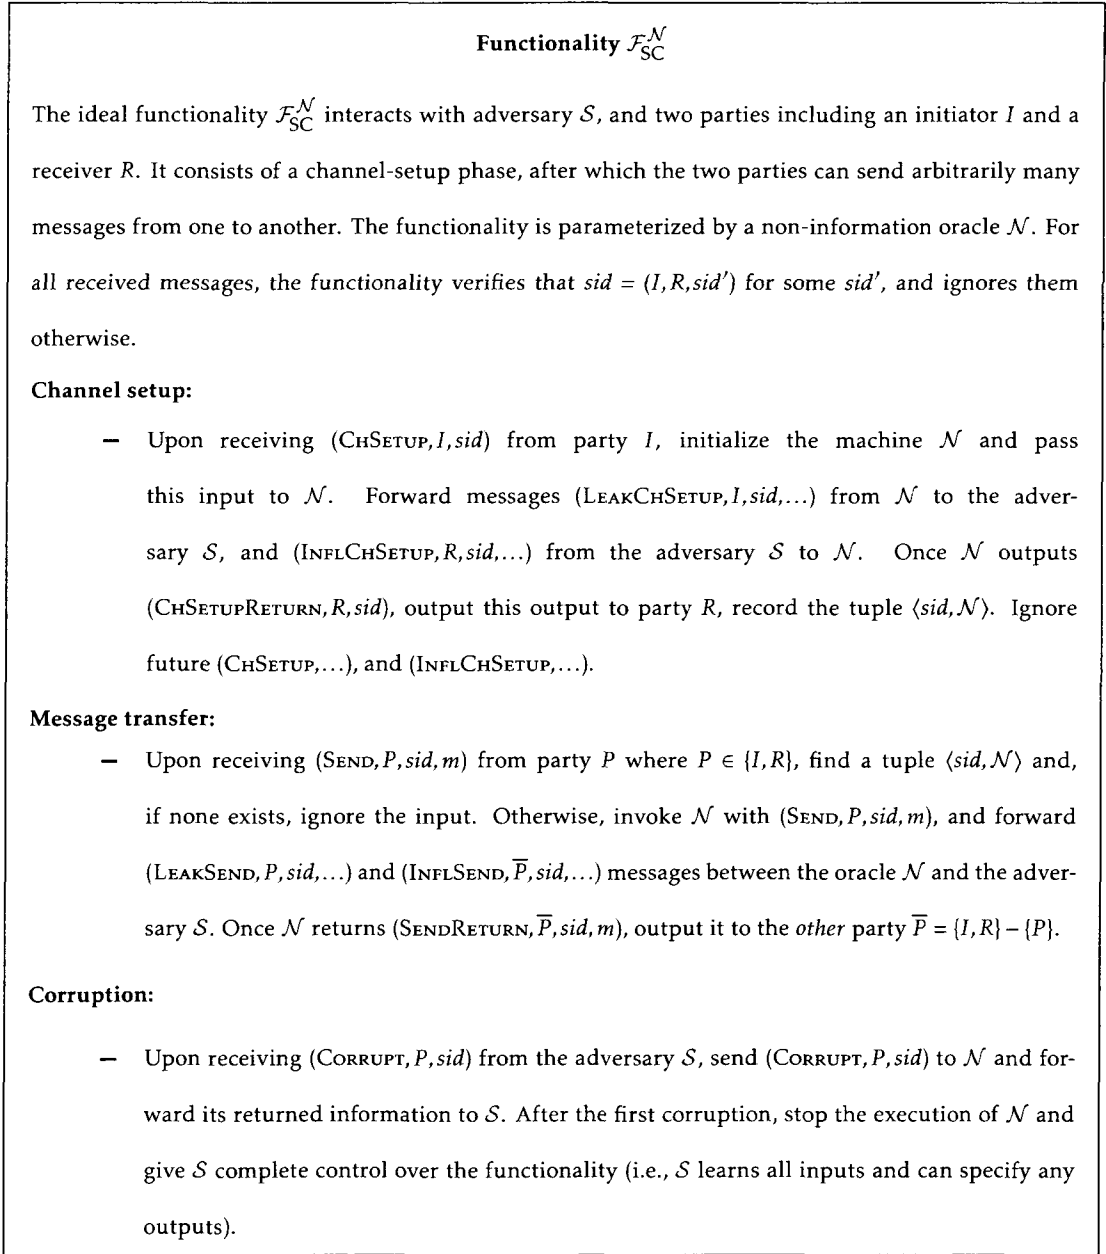 Functionality $\mathcal{F}_{\text{SC}}^{\mathcal{N}}$
The ideal functionality $\mathcal{F}_{\text{SC}}^{\mathcal{N}}$ interacts with adversary $\mathcal{S}$, and two parties including an initiator I and a
receiver R. It consists of a channel-setup phase, after which the two parties can send arbitrarily many
messages from one to another. The functionality is parameterized by a non-information oracle $\mathcal{N}$. For
all received messages, the functionality verifies that sid = (I, R, sid′) for some sid′, and ignores them
otherwise.
Channel setup:
— Upon receiving (CHSETUP, I, sid) from party I, initialize the machine $\mathcal{N}$ and pass
this input to $\mathcal{N}$. Forward messages (LEAKCHSETUP, I, sid, ...) from $\mathcal{N}$ to the adver-
sary $\mathcal{S}$, and (INFLCHSETUP, R, sid, ...) from the adversary $\mathcal{S}$ to $\mathcal{N}$. Once $\mathcal{N}$ outputs
(CHSETUPRETURN, R, sid), output this output to party R, record the tuple ⟨sid, $\mathcal{N}$⟩. Ignore
future (CHSETUP, ...), and (INFLCHSETUP, ...).
Message transfer:
— Upon receiving (SEND, P, sid, m) from party P where P ∈ {I, R}, find a tuple ⟨sid, $\mathcal{N}$⟩ and,
if none exists, ignore the input. Otherwise, invoke $\mathcal{N}$ with (SEND, P, sid, m), and forward
(LEAKSEND, P, sid, ...) and (INFLSEND, $\overline{P}$, sid, ...) messages between the oracle $\mathcal{N}$ and the adver-
sary $\mathcal{S}$. Once $\mathcal{N}$ returns (SENDRETURN, $\overline{P}$, sid, m), output it to the other party $\overline{P}$ = {I, R} − {P}.
Corruption:
— Upon receiving (CORRUPT, P, sid) from the adversary $\mathcal{S}$, send (CORRUPT, P, sid) to $\mathcal{N}$ and for-
ward its returned information to $\mathcal{S}$. After the first corruption, stop the execution of $\mathcal{N}$ and
give $\mathcal{S}$ complete control over the functionality (i.e., $\mathcal{S}$ learns all inputs and can specify any
outputs).